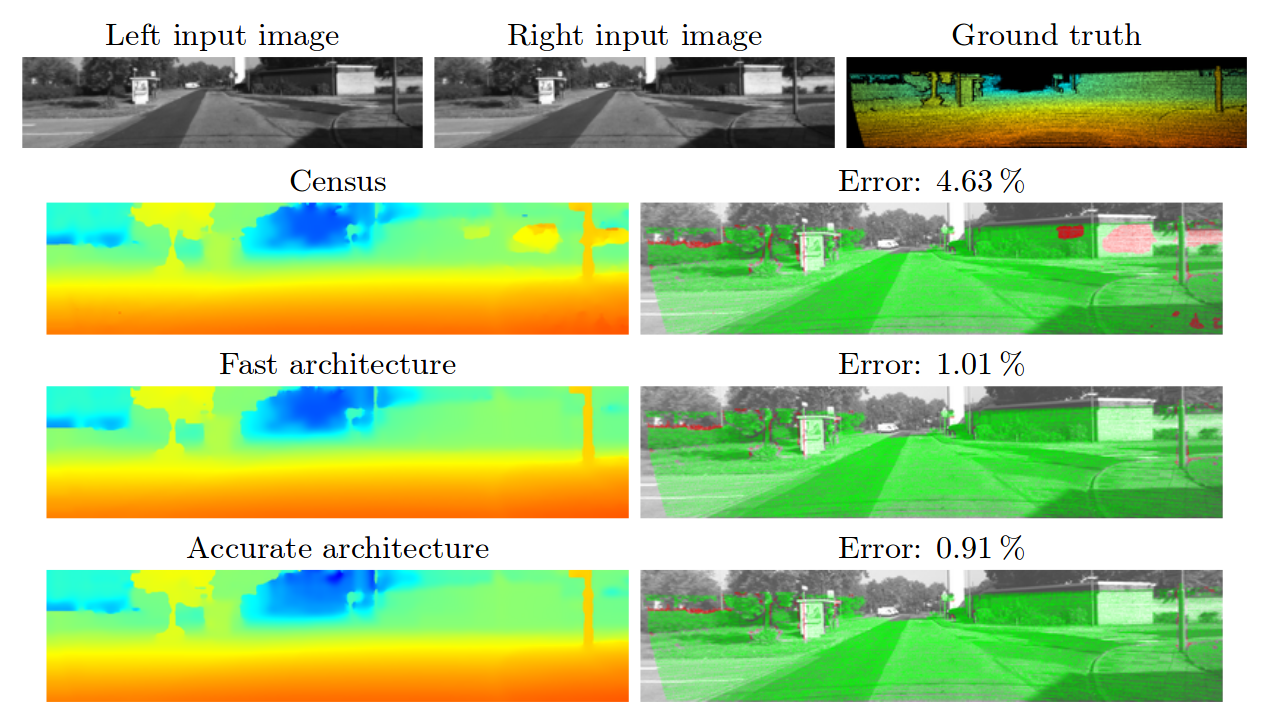 Left input image
Right input image
Ground truth
Census
Error: 4.63 %
Fast architecture
Error: 1.01 %
Accurate architecture
Error: 0.91 %